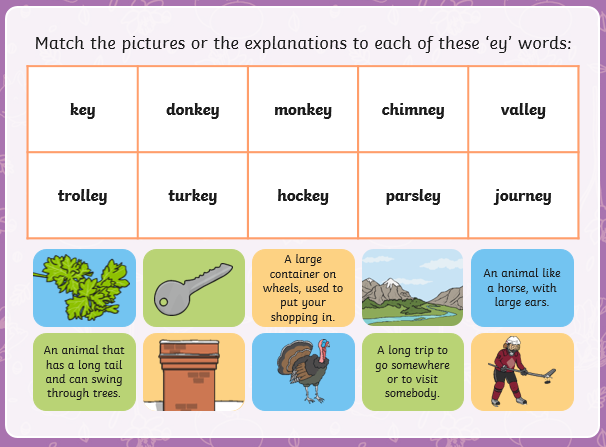 Match the pictures or the explanations to each of these ‘ey’ words:
key donkey monkey chimney valley
trolley turkey hockey parsley journey
A large
container on
wheels, used to
put your
shopping in.
An animal like
a horse, with
large ears.
An animal that
has a long tail
and can swing
through trees.
A long trip to
go somewhere
or to visit
somebody.